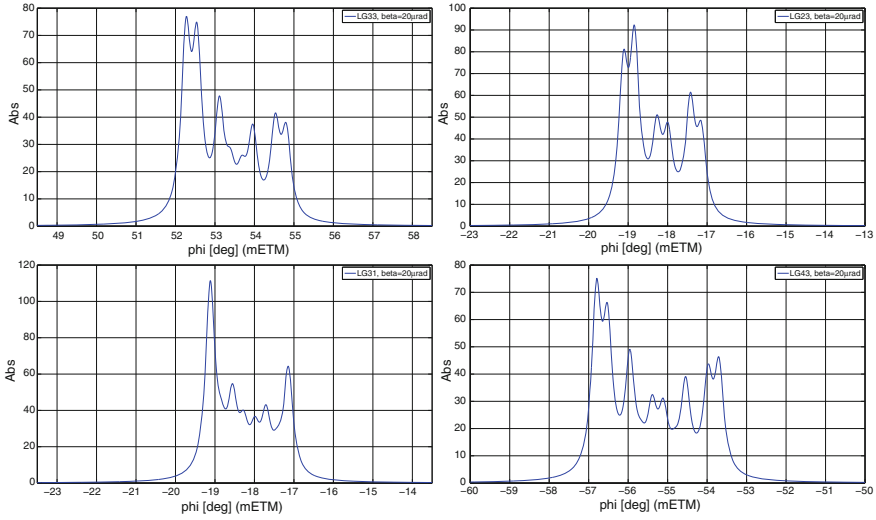 80
70
60
50
40
30
20
10
0
Abs
LG33, beta=20μrad
49 50 51 52 53 54 55 56 57 58
phi [deg] (mETM)
100
90
80
70
60
50
40
30
20
10
0
Abs
LG23, beta=20μrad
−23 −22 −21 −20 −19 −18 −17 −16 −15 −14 −13
phi [deg] (mETM)
120
100
80
60
40
20
0
Abs
LG31, beta=20μrad
−23 −22 −21 −20 −19 −18 −17 −16 −15 −14
phi [deg] (mETM)
80
70
60
50
40
30
20
10
0
Abs
LG43, beta=20μrad
−60 −59 −58 −57 −56 −55 −54 −53 −52 −51 −50
phi [deg] (mETM)